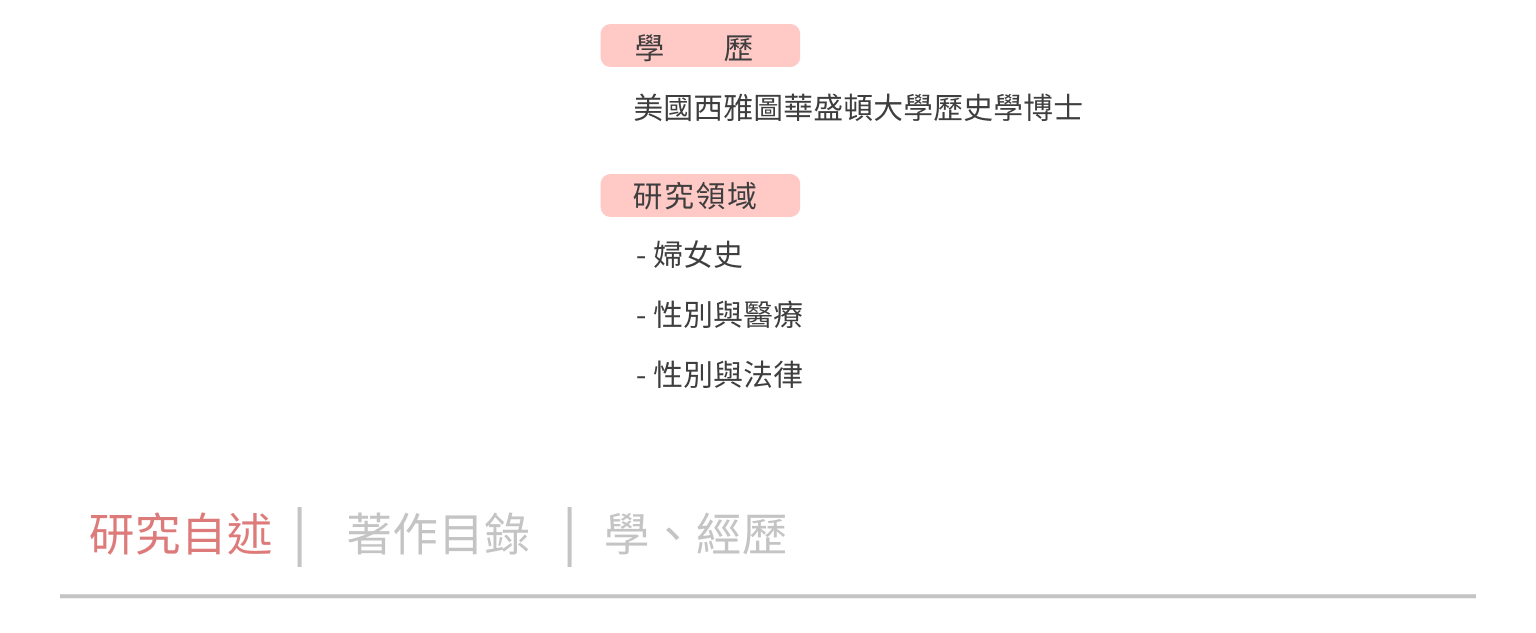 學　　歷
美國西雅圖華盛頓大學歷史學博士
研究領域
- 婦女史
- 性別與醫療
- 性別與法律
研究自述 | 著作目錄 | 學、經歷